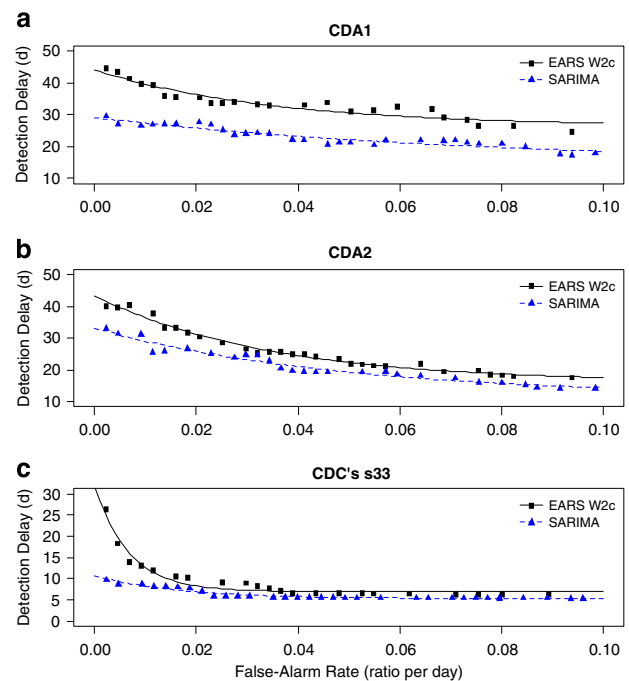 a
CDA1
Detection Delay (d)
50
40
30
20
10
EARS W2c
SARIMA
0.00 0.02 0.04 0.06 0.08 0.10
b
CDA2
Detection Delay (d)
50
40
30
20
10
EARS W2c
SARIMA
0.00 0.02 0.04 0.06 0.08 0.10
c
CDC's s33
Detection Delay (d)
30
25
20
15
10
5
0
EARS W2c
SARIMA
0.00 0.02 0.04 0.06 0.08 0.10
False-Alarm Rate (ratio per day)